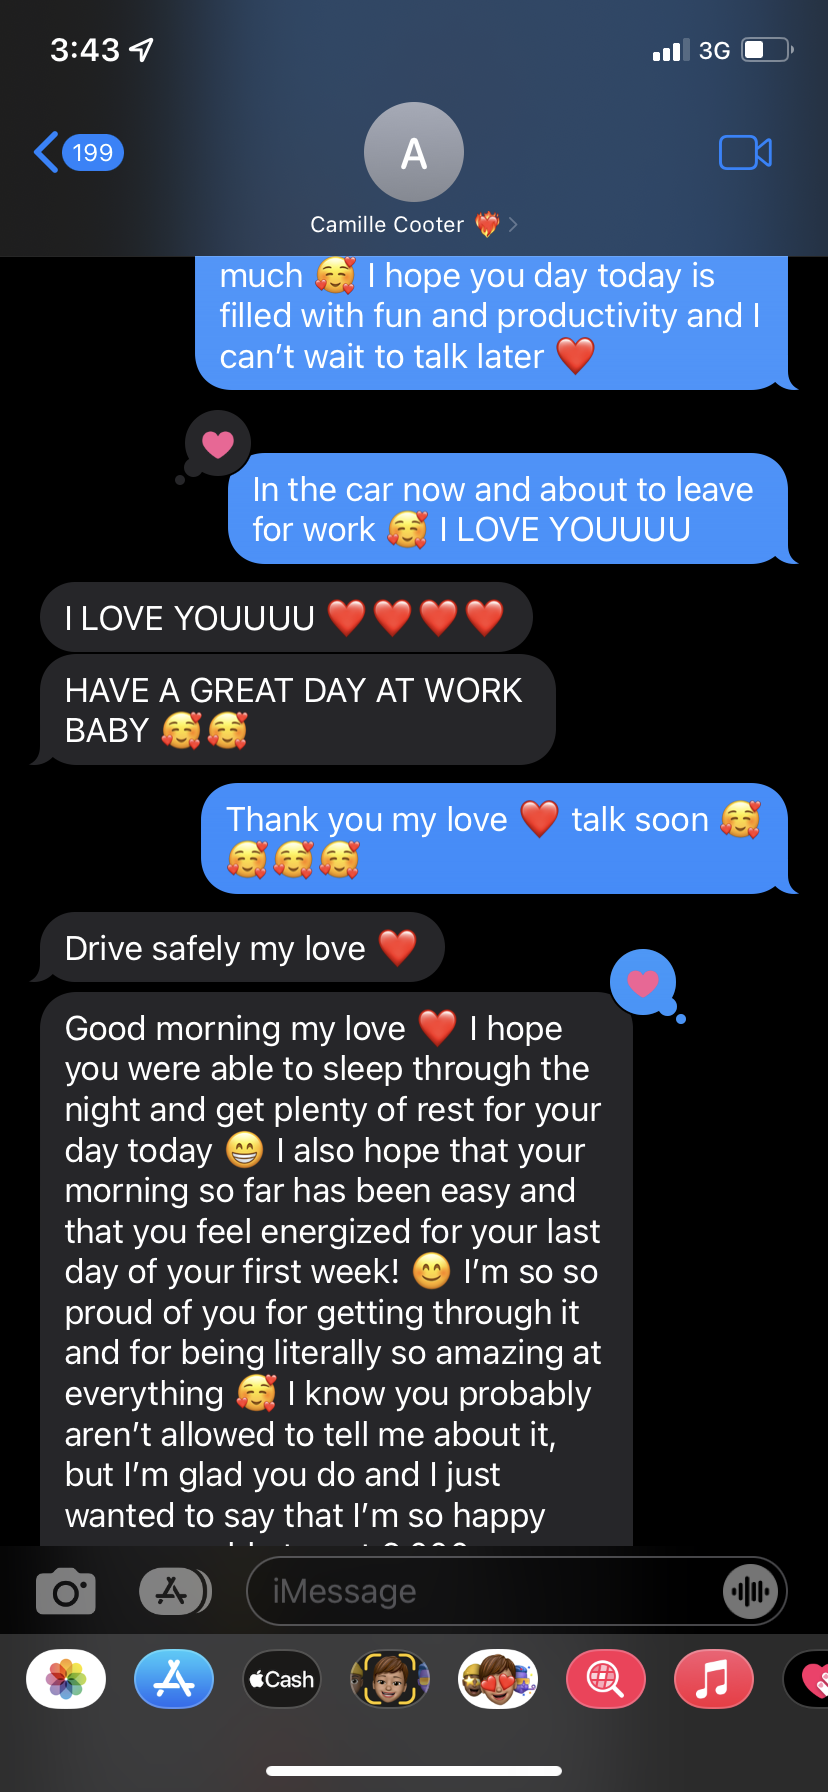 3:43
3G
199
A
Camille Cooter ❤️‍🔥
much 🥰 I hope you day today is
filled with fun and productivity and I
can’t wait to talk later ❤️
In the car now and about to leave
for work 🥰 I LOVE YOUUUU
I LOVE YOUUUU ❤️❤️❤️❤️
HAVE A GREAT DAY AT WORK
BABY 🥰🥰
Thank you my love ❤️ talk soon 🥰
🥰🥰🥰
Drive safely my love ❤️
Good morning my love ❤️ I hope
you were able to sleep through the
night and get plenty of rest for your
day today 😁 I also hope that your
morning so far has been easy and
that you feel energized for your last
day of your first week! 😊 I’m so so
proud of you for getting through it
and for being literally so amazing at
everything 🥰 I know you probably
aren’t allowed to tell me about it,
but I’m glad you do and I just
wanted to say that I’m so happy
iMessage
Cash